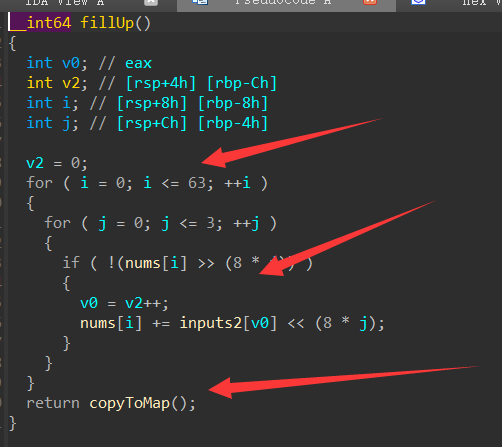 IDA View A Pseudocode A Hex V
__int64 fillUp()
{
int v0; // eax
int v2; // [rsp+4h] [rbp-Ch]
int i; // [rsp+8h] [rbp-8h]
int j; // [rsp+Ch] [rbp-4h]
v2 = 0;
for ( i = 0; i <= 63; ++i )
{
for ( j = 0; j <= 3; ++j )
{
if ( !(nums[i] >> (8 * )) )
{
v0 = v2++;
nums[i] += inputs2[v0] << (8 * j);
}
}
}
return copyToMap();
}